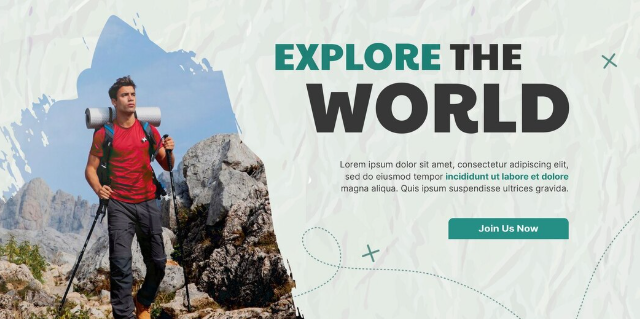 EXPLORE THE
WORLD
Lorem ipsum dolor sit amet, consectetur adipiscing elit,
sed do eiusmod tempor incididunt ut labore et dolore
magna aliqua. Quis ipsum suspendisse ultrices gravida.
Join Us Now